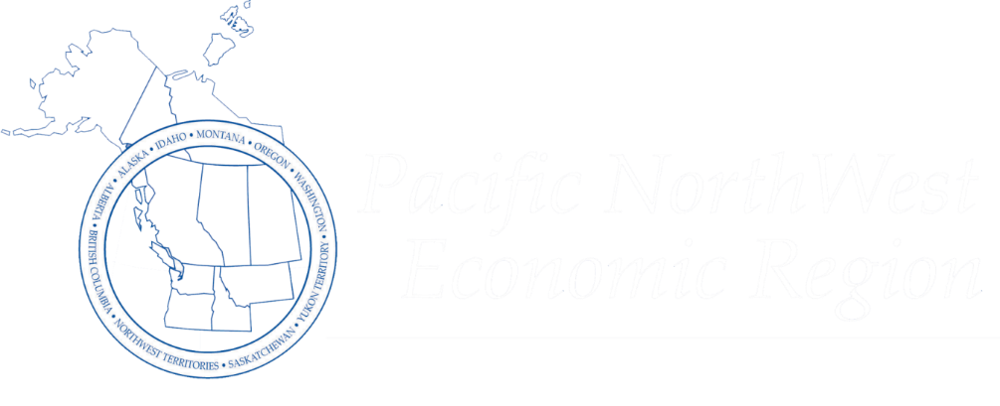 ALBERTA • ALASKA • IDAHO • MONTANA • OREGON • WASHINGTON • YUKON TERRITORY • SASKATCHEWAN • NORTHWEST TERRITORIES • BRITISH COLUMBIA •
Pacific NorthWest
Economic Region